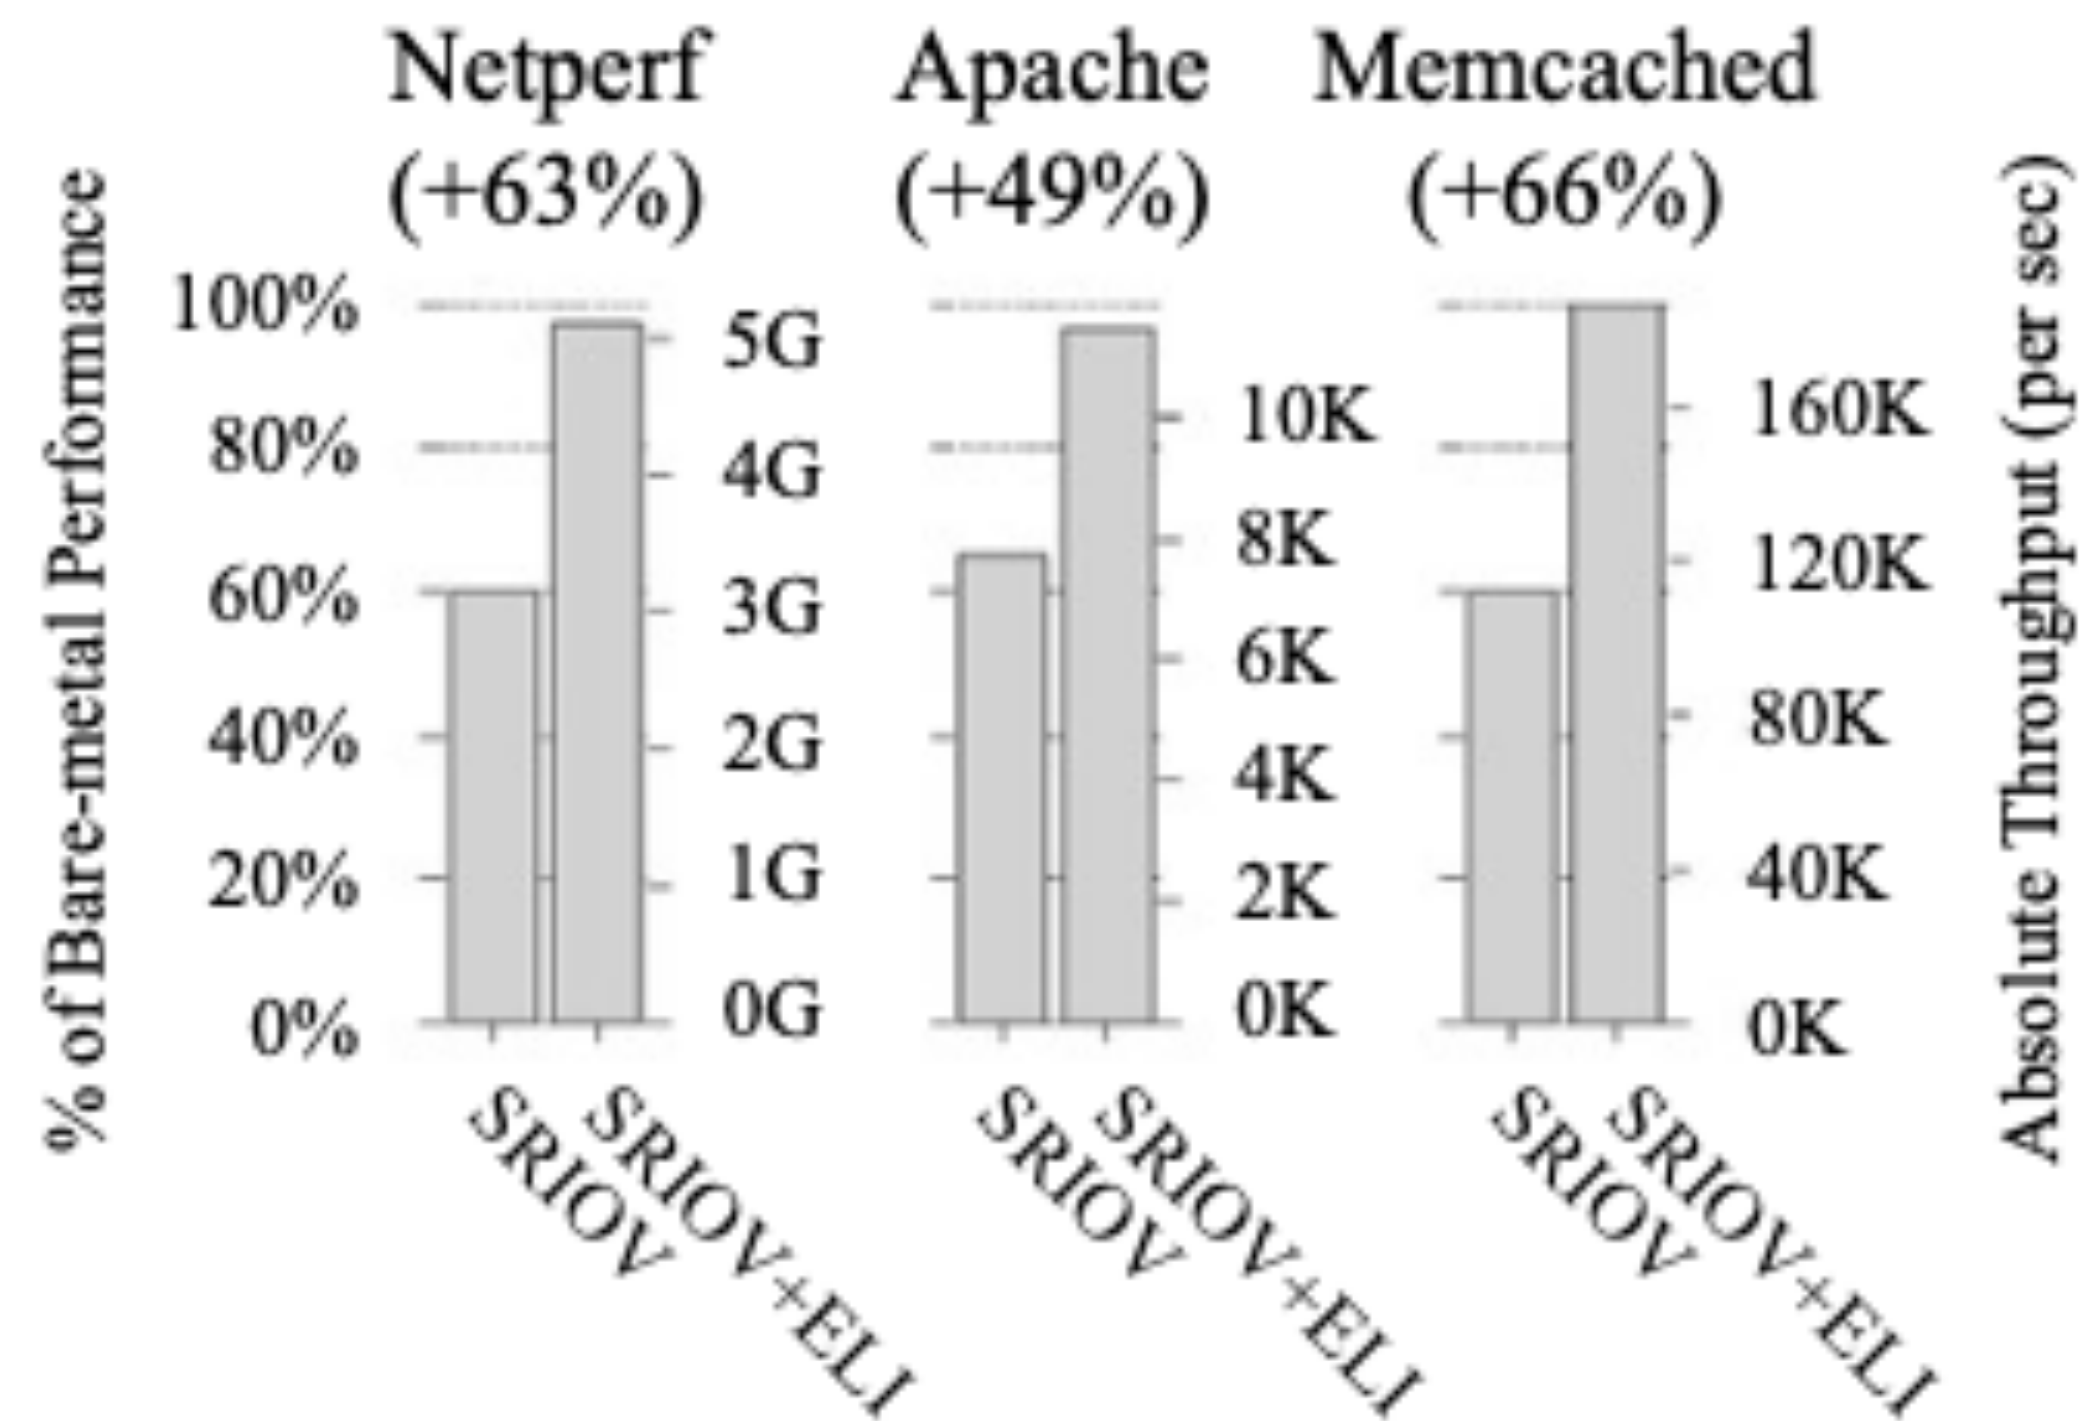 Netperf
(+63%)
Apache
(+49%)
Memcached
(+66%)
% of Bare-metal Performance
100%
80%
60%
40%
20%
0%
5G
4G
3G
2G
1G
0G
10K
8K
6K
4K
2K
0K
160K
120K
80K
40K
0K
Absolute Throughput (per sec)
SRIOV
SRIOV+ELI
SRIOV
SRIOV+ELI
SRIOV
SRIOV+ELI